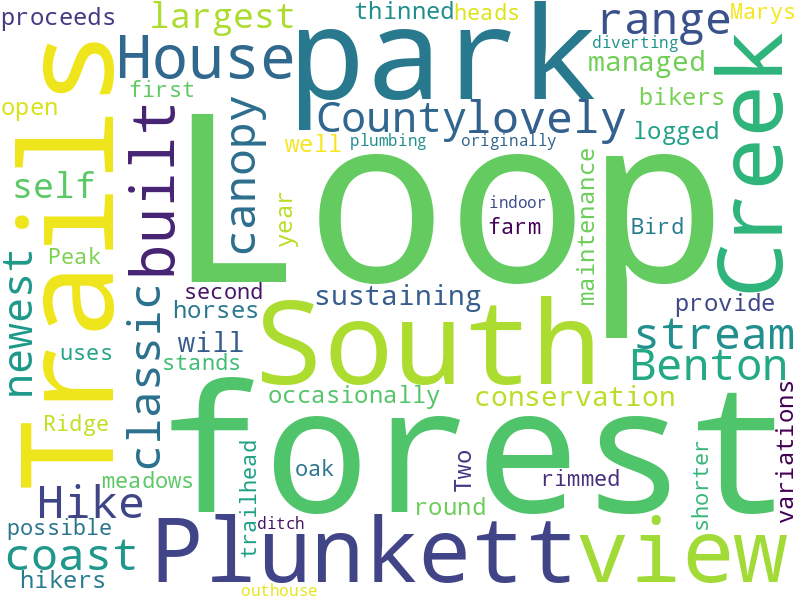 proceeds
largest
thinned
heads
Marys
park
range
House
diverting
managed
first
open
County
lovely
bikers
Trails
built
canopy
well
plumbing
originally
logged
Creek
self
Loop
year
indoor
farm
maintenance
Bird
Peak
newest
second
horses
sustaining
provide
classic
South
stream
uses
will
stands
Benton
occasionally
conservation
variations
forest
Ridge
oak
Two
rimmed
shorter
meadows
trailhead
Hike
round
possible
ditch
Plunkett
view
coast
hikers
outhouse